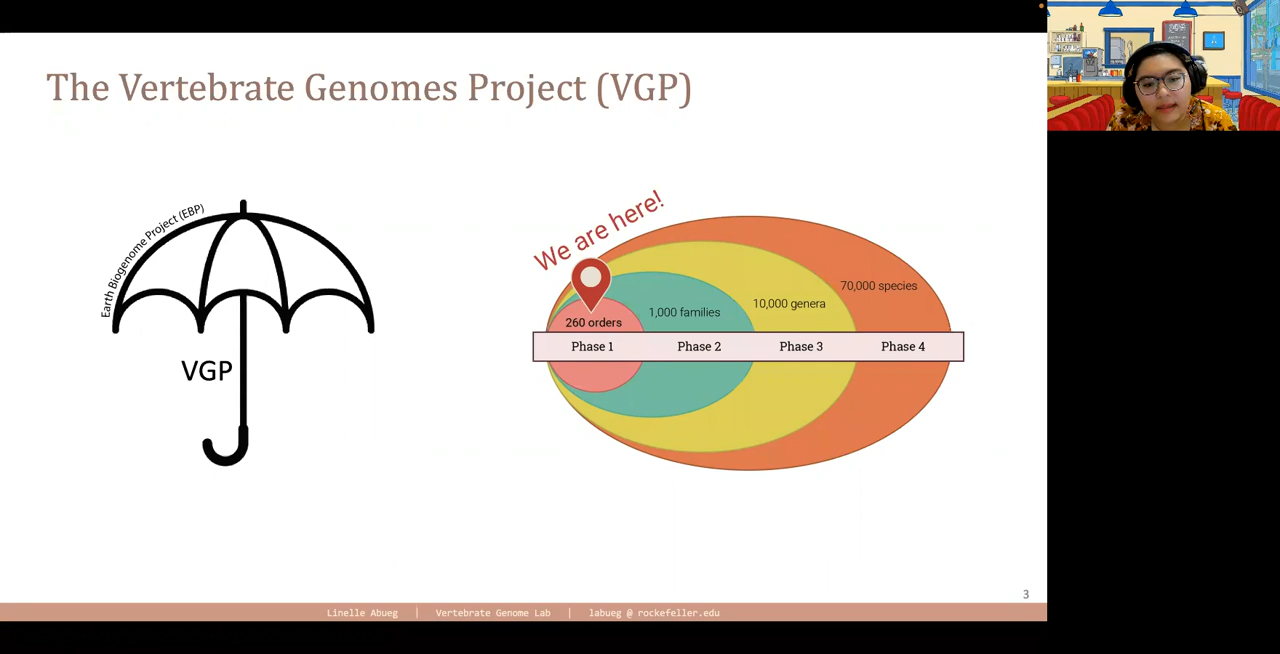 The Vertebrate Genomes Project (VGP)
Earth Biogenome Project (EBP)
VGP
We are here!
260 orders
1,000 families
10,000 genera
70,000 species
Phase 1
Phase 2
Phase 3
Phase 4
3
Linelle Abueg | Vertebrate Genome Lab | labueg @ rockefeller.edu